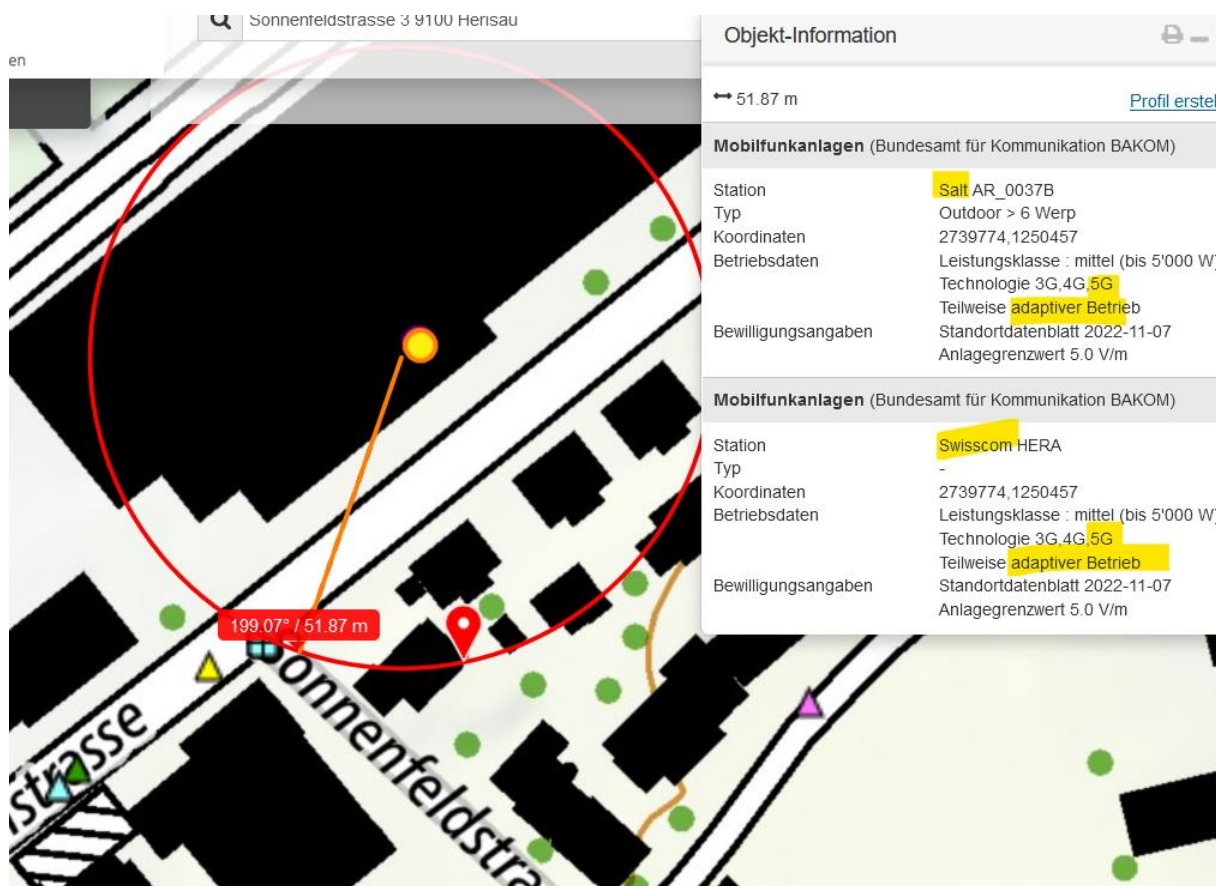 Sonnenfeldstrasse 3 9100 Herisau
en
Objekt-Information
51.87 m
Profil erstel
Mobilfunkanlagen (Bundesamt für Kommunikation BAKOM)
Station Salt AR_0037B
Typ Outdoor > 6 Werp
Koordinaten 2739774,1250457
Betriebsdaten Leistungsklasse : mittel (bis 5'000 W)
Technologie 3G,4G,5G
Teilweise adaptiver Betrieb
Bewilligungsangaben Standortdatenblatt 2022-11-07
Anlagegrenzwert 5.0 V/m
Mobilfunkanlagen (Bundesamt für Kommunikation BAKOM)
Station Swisscom HERA
Typ -
Koordinaten 2739774,1250457
Betriebsdaten Leistungsklasse : mittel (bis 5'000 W)
Technologie 3G,4G,5G
Teilweise adaptiver Betrieb
Bewilligungsangaben Standortdatenblatt 2022-11-07
Anlagegrenzwert 5.0 V/m
199.07° / 51.87 m
Sonnenfeldstra
lstrasse